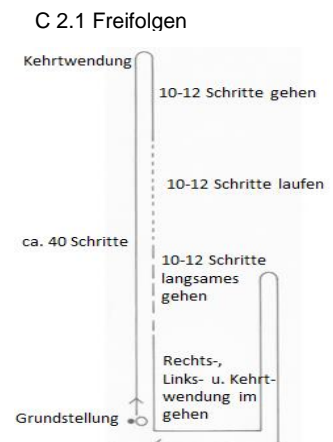 C 2.1 Freifolgen
Kehrtwendung
10-12 Schritte gehen
10-12 Schritte laufen
ca. 40 Schritte
10-12 Schritte
langsames
gehen
Rechts-,
Links- u. Kehrt-
wendung im
gehen
Grundstellung